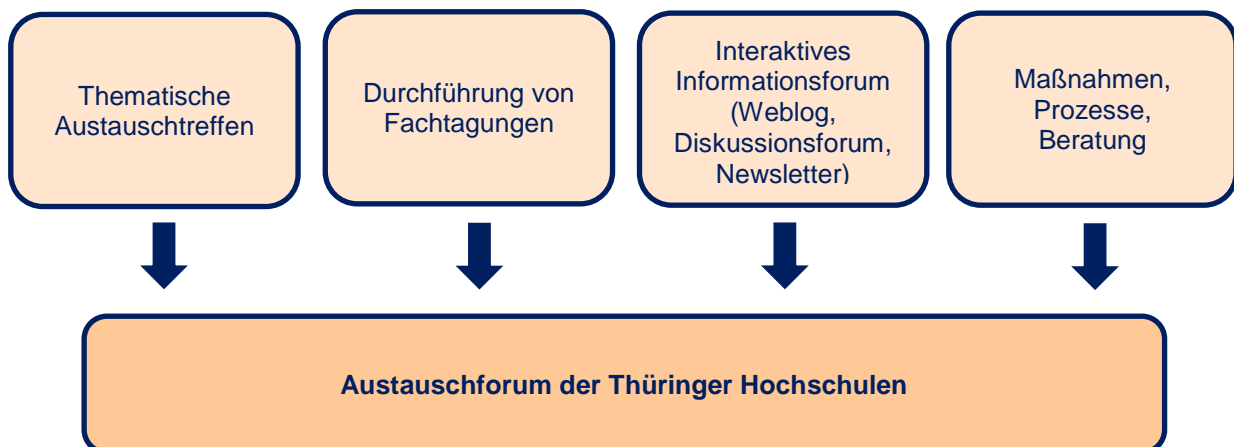 Thematische
Austauschtreffen
Durchführung von
Fachtagungen
Interaktives
Informationsforum
(Weblog,
Diskussionsforum,
Newsletter)
Maßnahmen,
Prozesse,
Beratung
Austauschforum der Thüringer Hochschulen